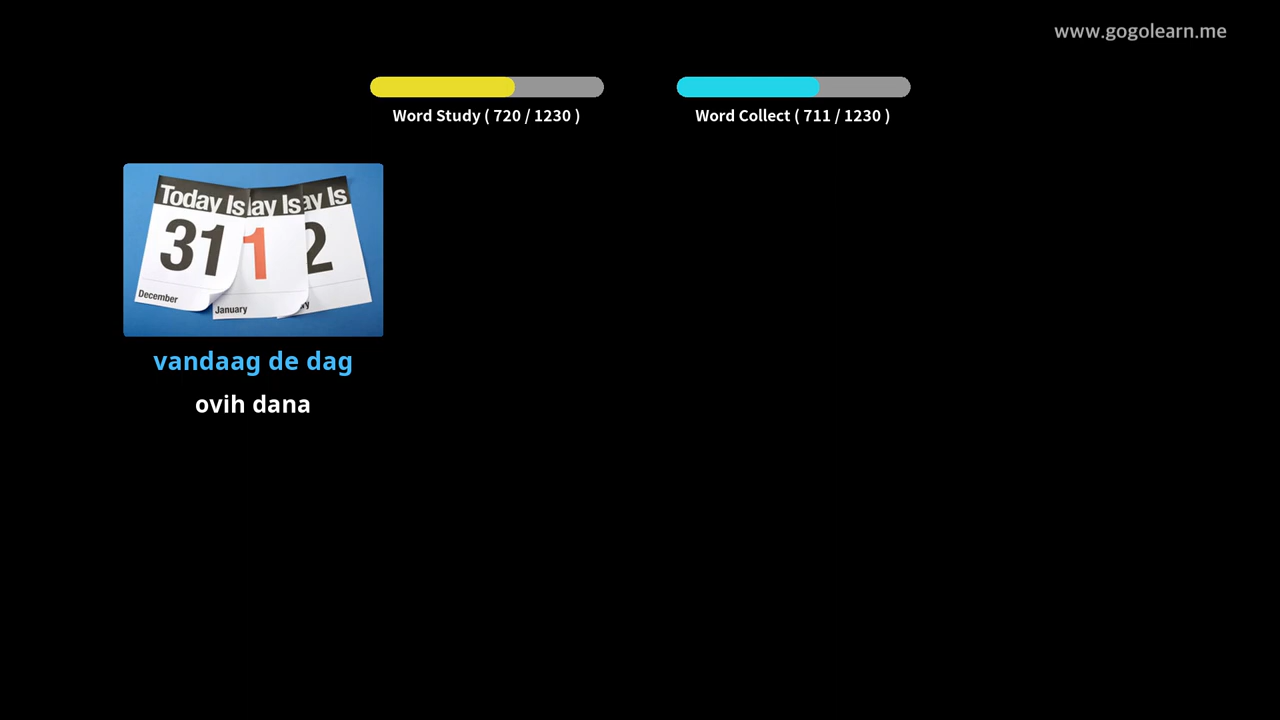 www.gogolearn.me
Word Study ( 720 / 1230 )
Word Collect ( 711 / 1230 )
Today Is
ay Is
ay Is
31
1
2
December
January
ry
vandaag de dag
ovih dana